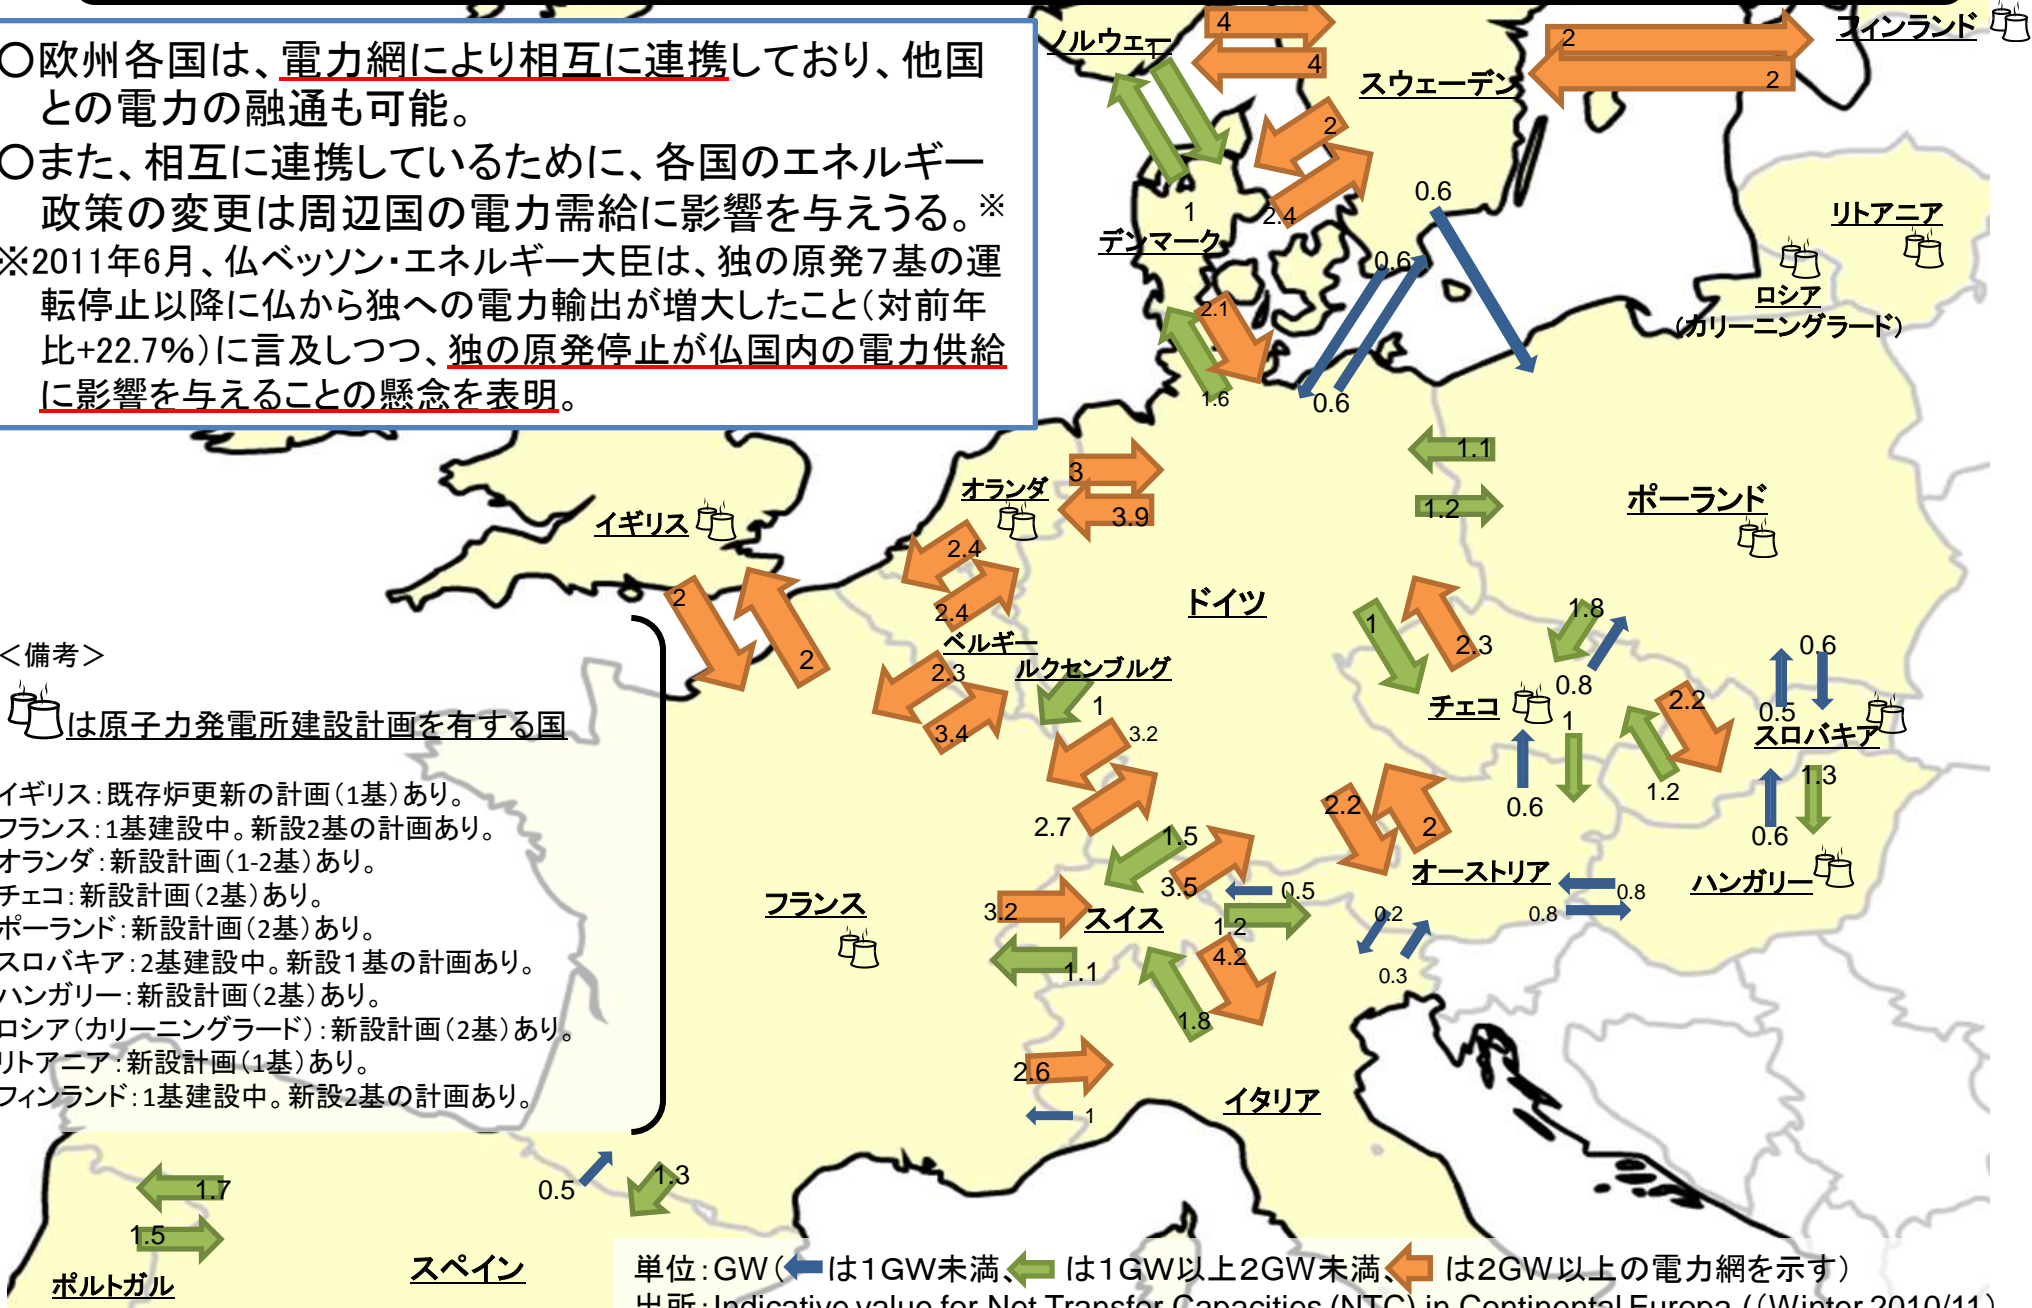 〇欧州各国は、電力網により相互に連携しており、他国
との電力の融通も可能。
〇また、相互に連携しているために、各国のエネルギー
政策の変更は周辺国の電力需給に影響を与えうる。※
※2011年6月、仏ベッソン・エネルギー大臣は、独の原発7基の運
転停止以降に仏から独への電力輸出が増大したこと(対前年
比+22.7%)に言及しつつ、独の原発停止が仏国内の電力供給
に影響を与えることの懸念を表明。
ノルウェー
1
4
4
スウェーデン
2
2
フィンランド
2
2.4
1
デンマーク
0.6
0.6
0.6
2.1
1.6
リトアニア
ロシア
(カリーニングラード)
3
3.9
オランダ
1.1
1.2
ポーランド
イギリス
2
2
2.4
2.4
ベルギー
ルクセンブルグ
2.3
3.4
1
ドイツ
1
2.3
1.8
0.8
チェコ
1
0.6
2.2
1.2
0.6
0.5
スロバキア
1.3
0.6
ハンガリー
3.2
2.7
1.5
3.5
2.2
2
オーストリア
0.8
0.8
0.5
1.2
0.2
0.3
フランス
3.2
スイス
1.1
4.2
1.8
2.6
1
イタリア
<備考>
は原子力発電所建設計画を有する国
イギリス:既存炉更新の計画(1基)あり。
フランス:1基建設中。新設2基の計画あり。
オランダ:新設計画(1-2基)あり。
チェコ:新設計画(2基)あり。
ポーランド:新設計画(2基)あり。
スロバキア:2基建設中。新設1基の計画あり。
ハンガリー:新設計画(2基)あり。
ロシア(カリーニングラード):新設計画(2基)あり。
リトアニア:新設計画(1基)あり。
フィンランド:1基建設中。新設2基の計画あり。
0.5
1.3
1.7
1.5
ポルトガル
スペイン
単位:GW(は1GW未満、は1GW以上2GW未満、は2GW以上の電力網を示す)
出所:Indicative value for Net Transfer Capacities (NTC) in Continental Europa ((Winter 2010/11)